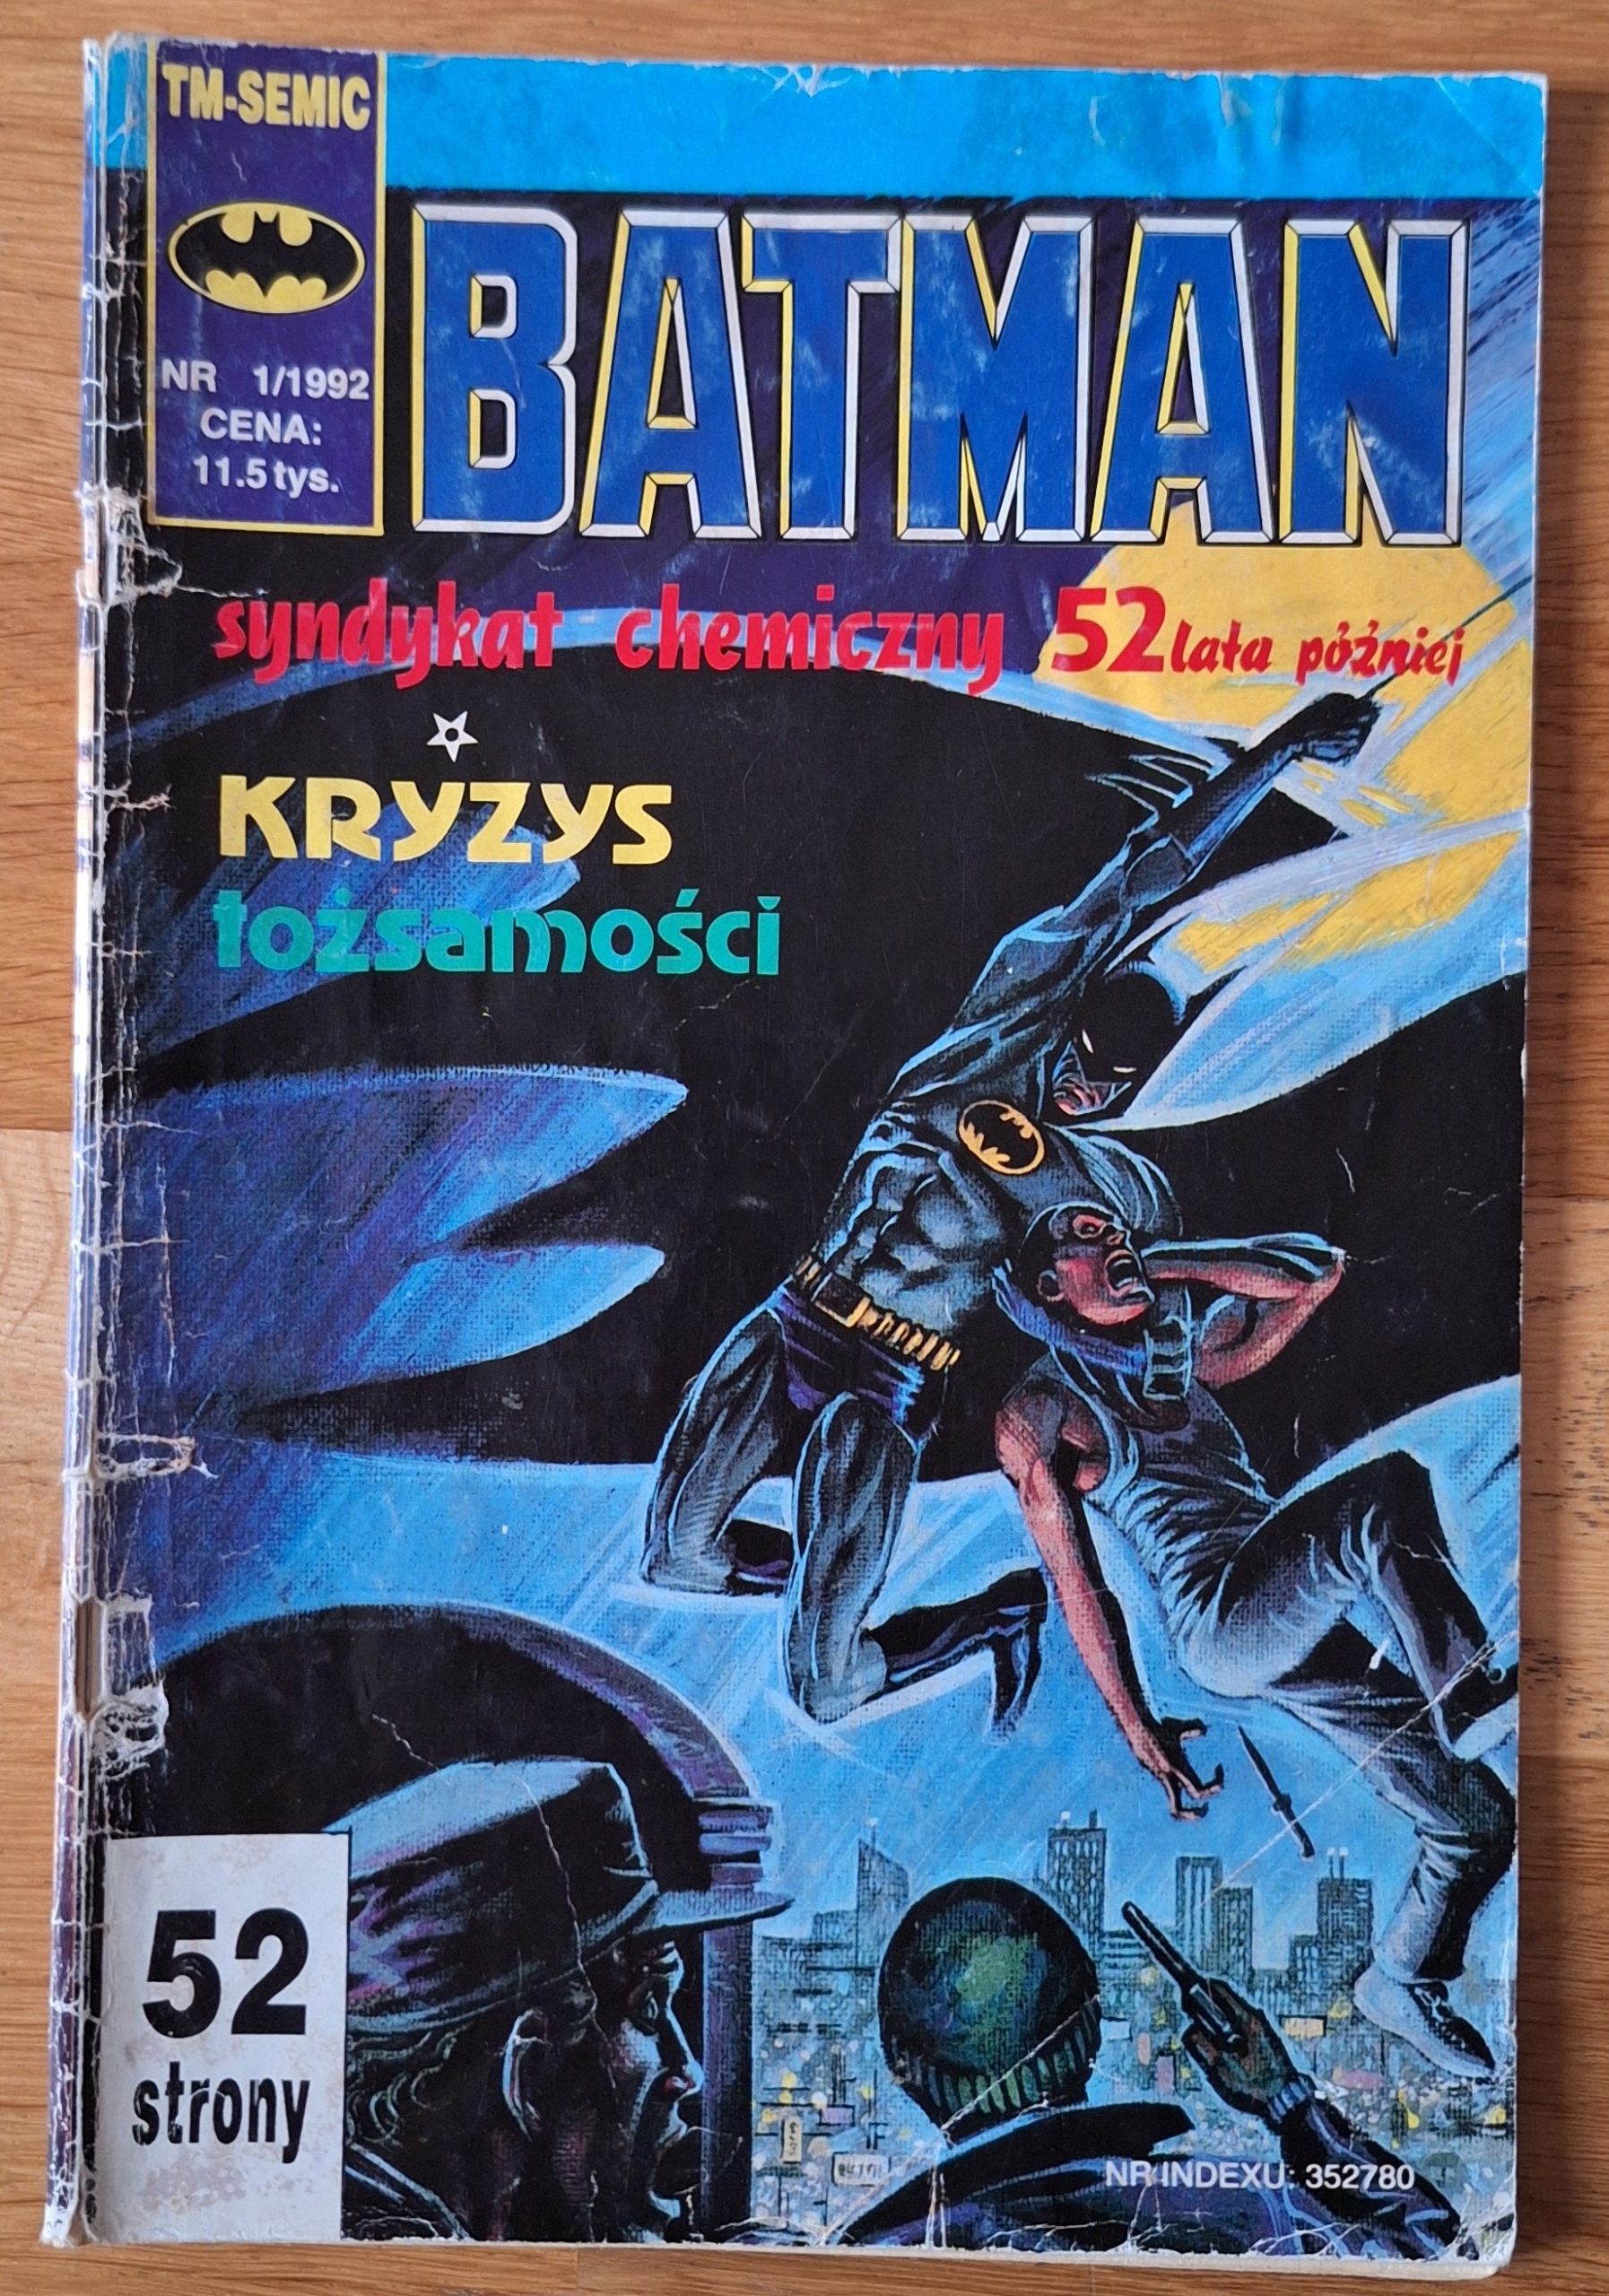 TM-SEMIC
NR 1/1992
CENA:
11.5 tys.
BATMAN
syndykat chemiczny 52 lata później
KRYZYS
tożsamości
52
strony
NR INDEXU: 352780